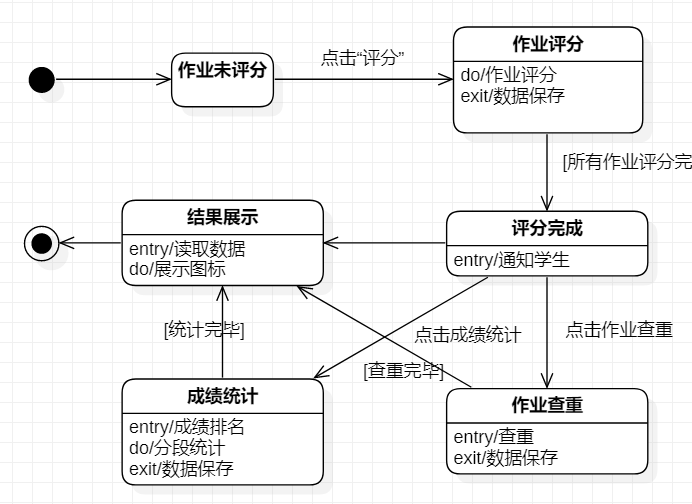 作业未评分
点击“评分”
作业评分
do/作业评分
exit/数据保存
[所有作业评分完
结果展示
entry/读取数据
do/展示图标
评分完成
entry/通知学生
[统计完毕]
点击成绩统计
点击作业查重
[查重完毕]
成绩统计
entry/成绩排名
do/分段统计
exit/数据保存
作业查重
entry/查重
exit/数据保存